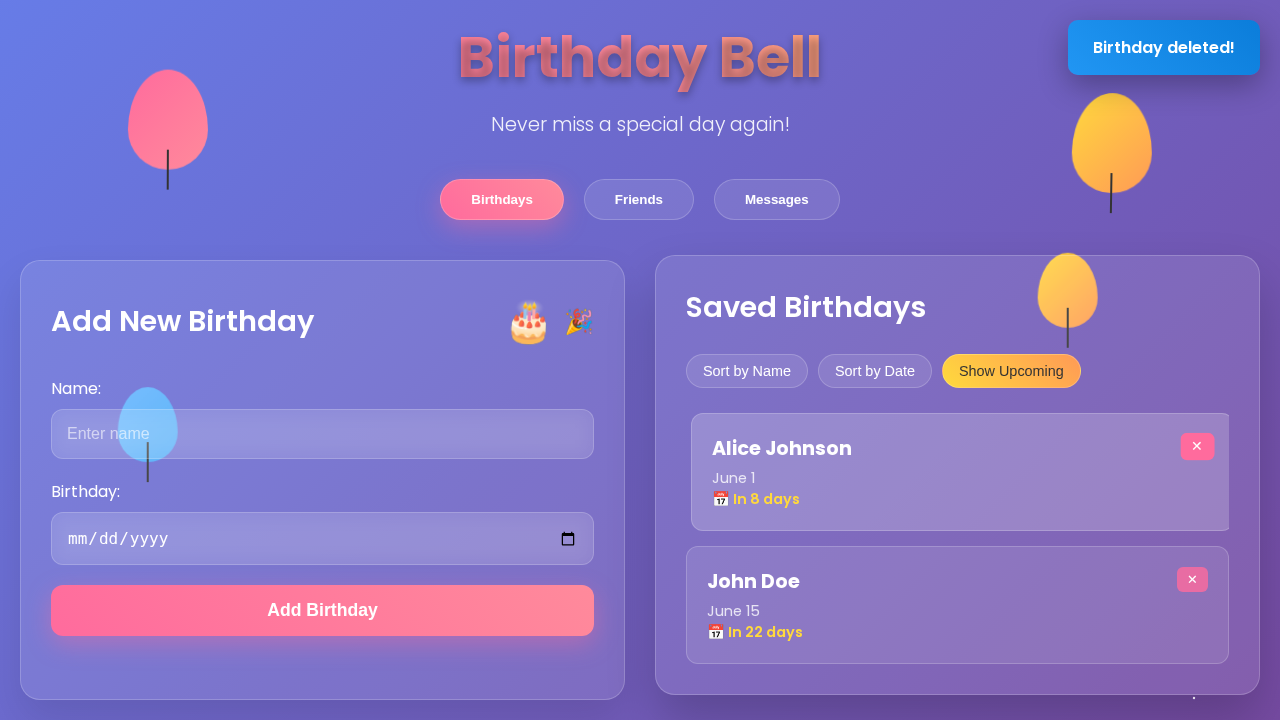 Birthday Bell
Birthday deleted!
Never miss a special day again!
Birthdays
Friends
Messages
Add New Birthday
Name:
Enter name
Birthday:
mm/dd/yyyy
Add Birthday
Saved Birthdays
Sort by Name
Sort by Date
Show Upcoming
Alice Johnson
June 1
In 8 days
John Doe
June 15
In 22 days